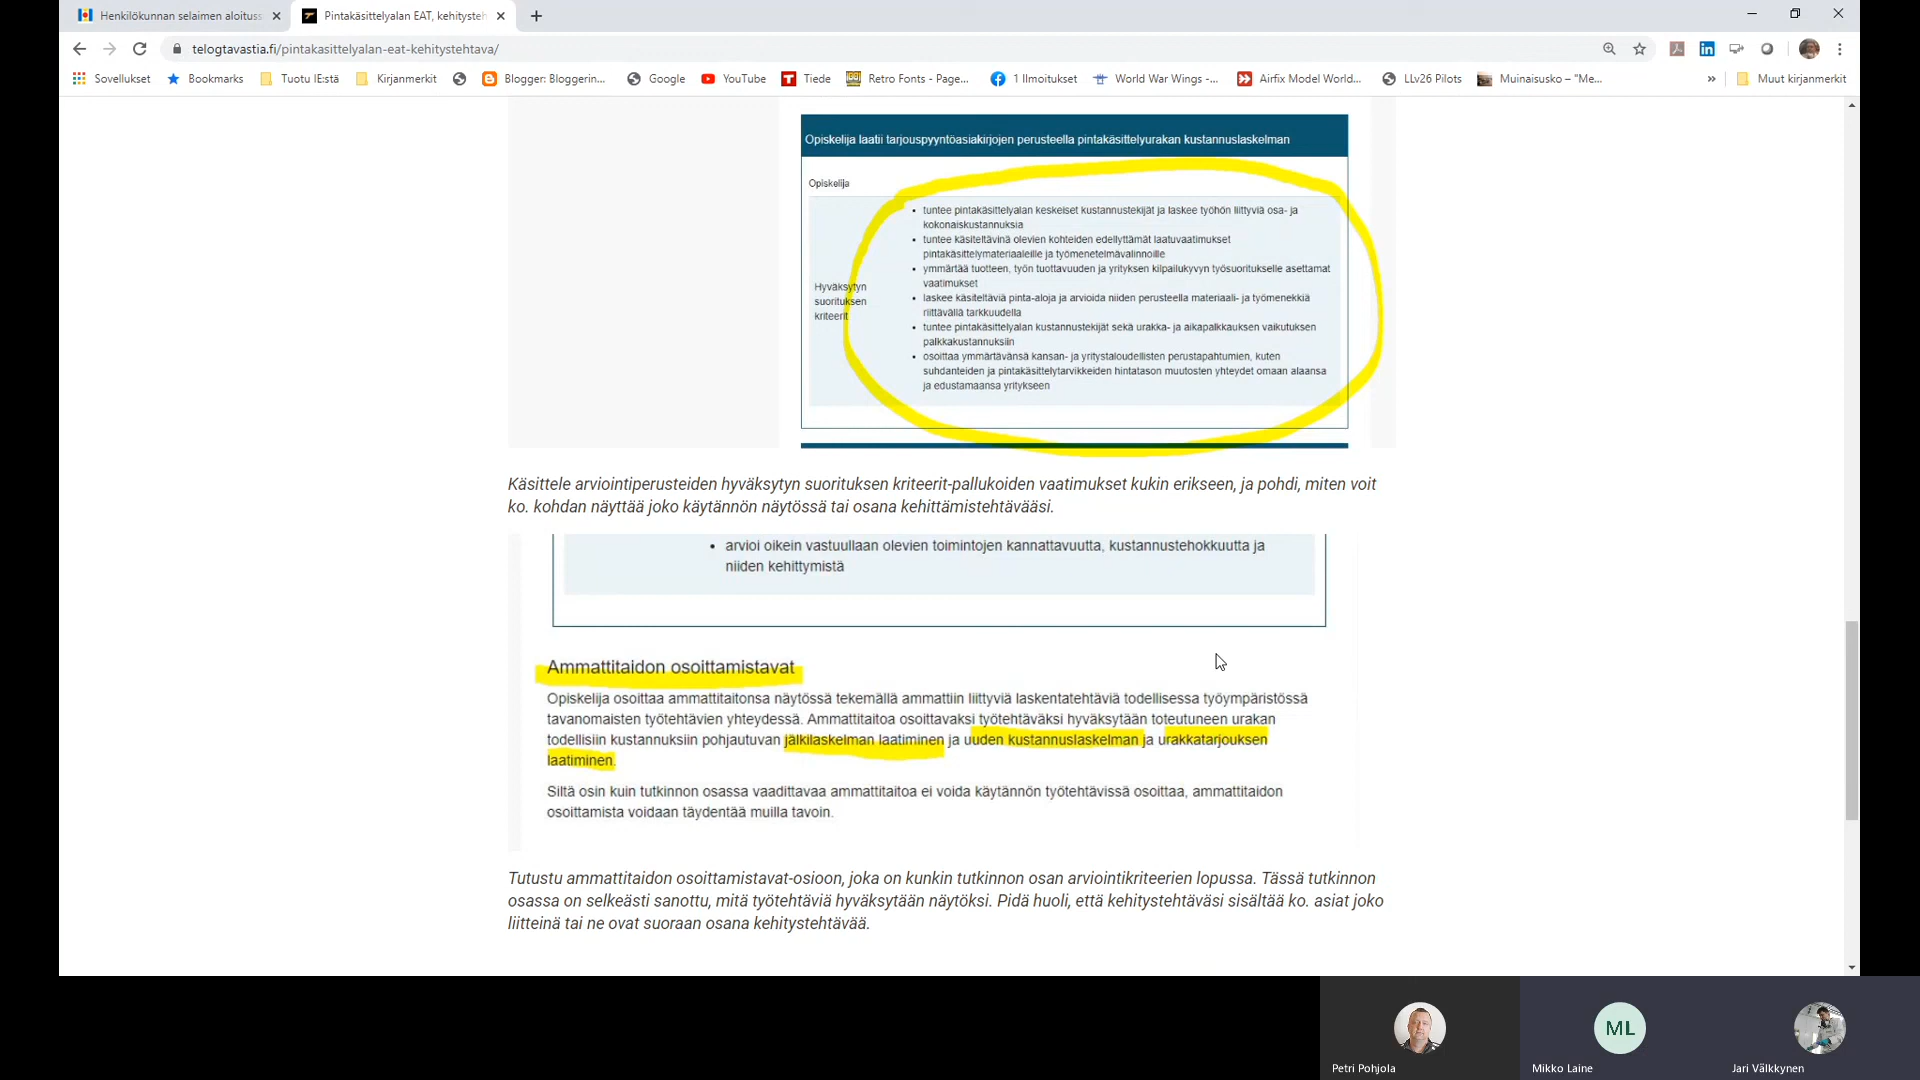 Henkilökunnan selaimen aloituss
Pintakäsittelyalan EAT, kehitysteh
telogtavastia.fi/pintakasittelyalan-eat-kehitystehtava/
Sovellukset
Bookmarks
Tuotu IE:stä
Kirjanmerkit
Blogger: Bloggerin...
Google
YouTube
Tiede
Retro Fonts - Page...
1 Ilmoitukset
World War Wings -...
Airfix Model World...
LLv26 Pilots
Muinaisusko – "Me...
»
Muut kirjanmerkit
Opiskelija laatii tarjouspyyntöasiakirjojen perusteella pintakäsittelyurakan kustannuslaskelman
Opiskelija
Hyväksytyn
suorituksen
kriteerit
• tuntee pintakäsittelyalan keskeiset kustannustekijät ja laskee työhön liittyviä osa- ja
kokonaiskustannuksia
• tuntee käsiteltävinä olevien kohteiden edellyttämät laatuvaatimukset
pintakäsittelymateriaaleille ja työmenetelmävalinnoille
• ymmärtää tuotteen, työn tuottavuuden ja yrityksen kilpailukyvyn työsuoritukselle asettamat
vaatimukset
• laskee käsiteltäviä pinta-aloja ja arvioida niiden perusteella materiaali- ja työmenekkiä
riittävällä tarkkuudella
• tuntee pintakäsittelyalan kustannustekijät sekä urakka- ja aikapalkkauksen vaikutuksen
palkkakustannuksiin
• osoittaa ymmärtävänsä kansan- ja yritystaloudellisten perustapahtumien, kuten
suhdanteiden ja pintakäsittelytarvikkeiden hintatason muutosten yhteydet omaan alaansa
ja edustamaansa yritykseen
Käsittele arviointiperusteiden hyväksytyn suorituksen kriteerit-pallukoiden vaatimukset kukin erikseen, ja pohdi, miten voit
ko. kohdan näyttää joko käytännön näytössä tai osana kehittämistehtävääsi.
• arvioi oikein vastuullaan olevien toimintojen kannattavuutta, kustannustehokkuutta ja
niiden kehittymistä
Ammattitaidon osoittamistavat
Opiskelija osoittaa ammattitaitonsa näytössä tekemällä ammattiin liittyviä laskentatehtäviä todellisessa työympäristössä
tavanomaisten työtehtävien yhteydessä. Ammattitaitoa osoittavaksi työtehtäväksi hyväksytään toteutuneen urakan
todellisiin kustannuksiin pohjautuvan jälkilaskelman laatiminen ja uuden kustannuslaskelman ja urakkatarjouksen
laatiminen.
Siltä osin kuin tutkinnon osassa vaadittavaa ammattitaitoa ei voida käytännön työtehtävissä osoittaa, ammattitaidon
osoittamista voidaan täydentää muilla tavoin.
Tutustu ammattitaidon osoittamistavat-osioon, joka on kunkin tutkinnon osan arviointikriteerien lopussa. Tässä tutkinnon
osassa on selkeästi sanottu, mitä työtehtäviä hyväksytään näytöksi. Pidä huoli, että kehitystehtäväsi sisältää ko. asiat joko
liitteinä tai ne ovat suoraan osana kehitystehtävää.
ML
Petri Pohjola
Mikko Laine
Jari Välkkynen